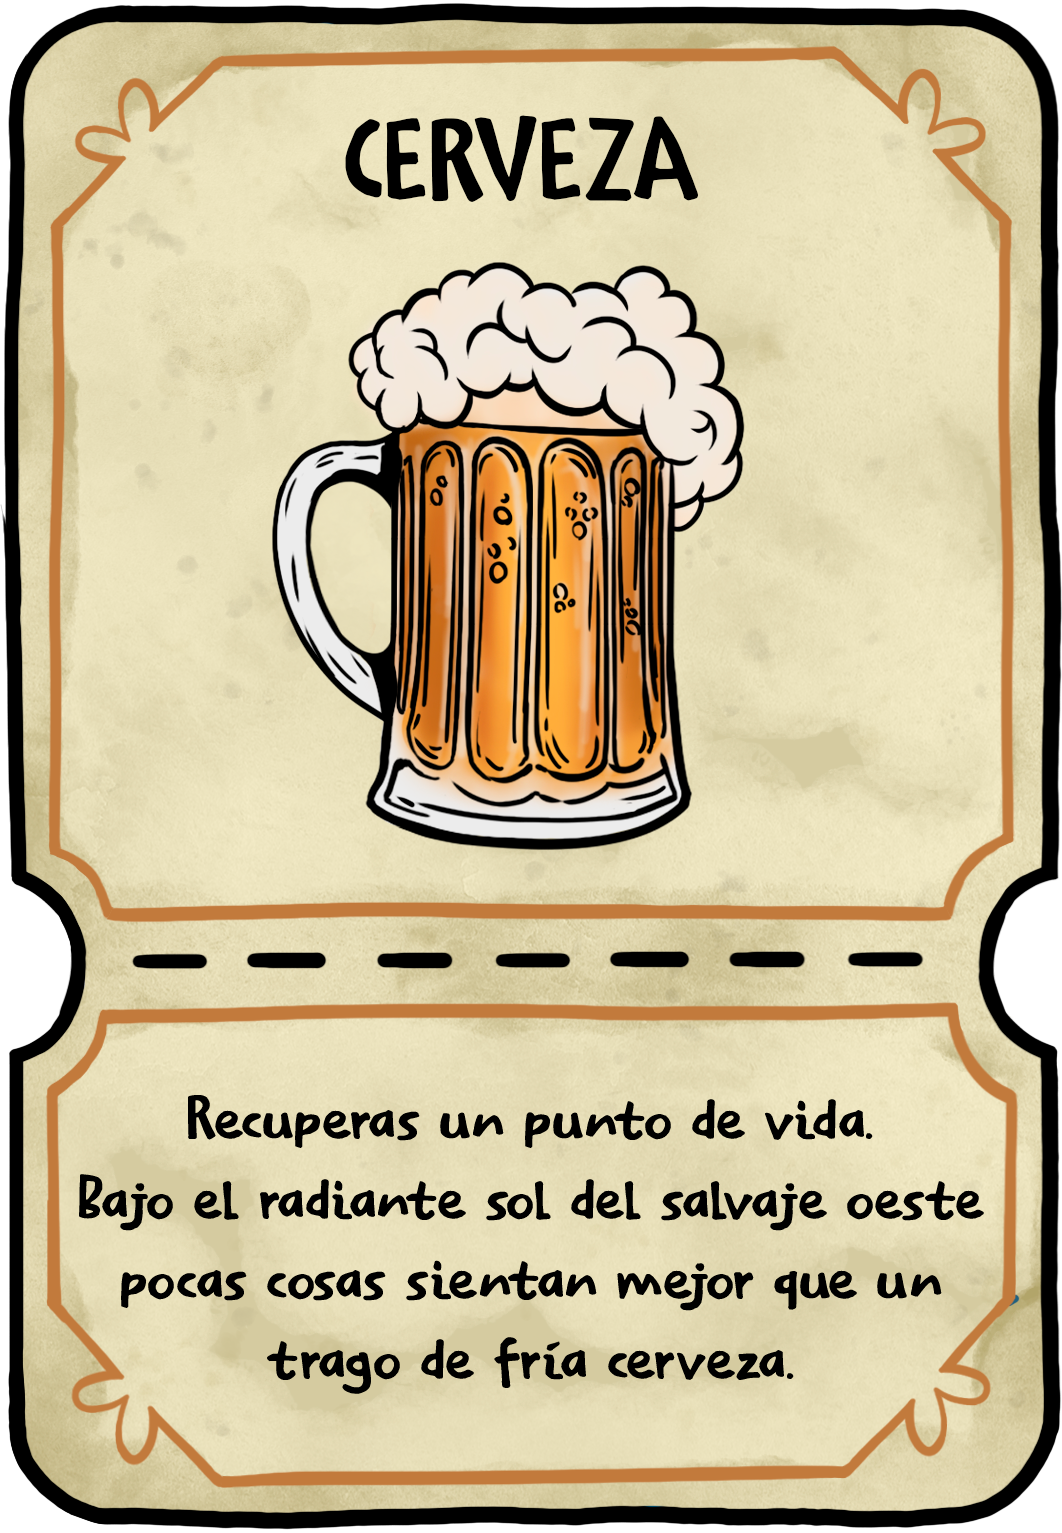 CERVEZA
Recuperas un punto de vida.
Bajo el radiante sol del salvaje oeste
pocas cosas sientan mejor que un
trago de fría cerveza.